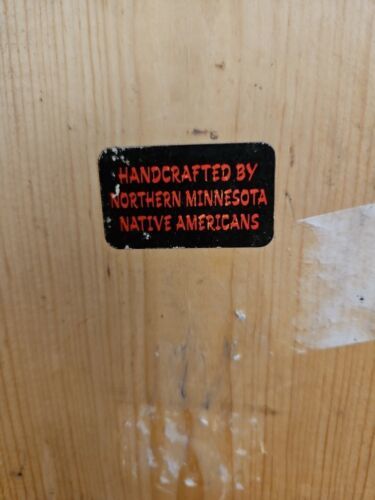 HANDCRAFTED BY
NORTHERN MINNESOTA
NATIVE AMERICANS